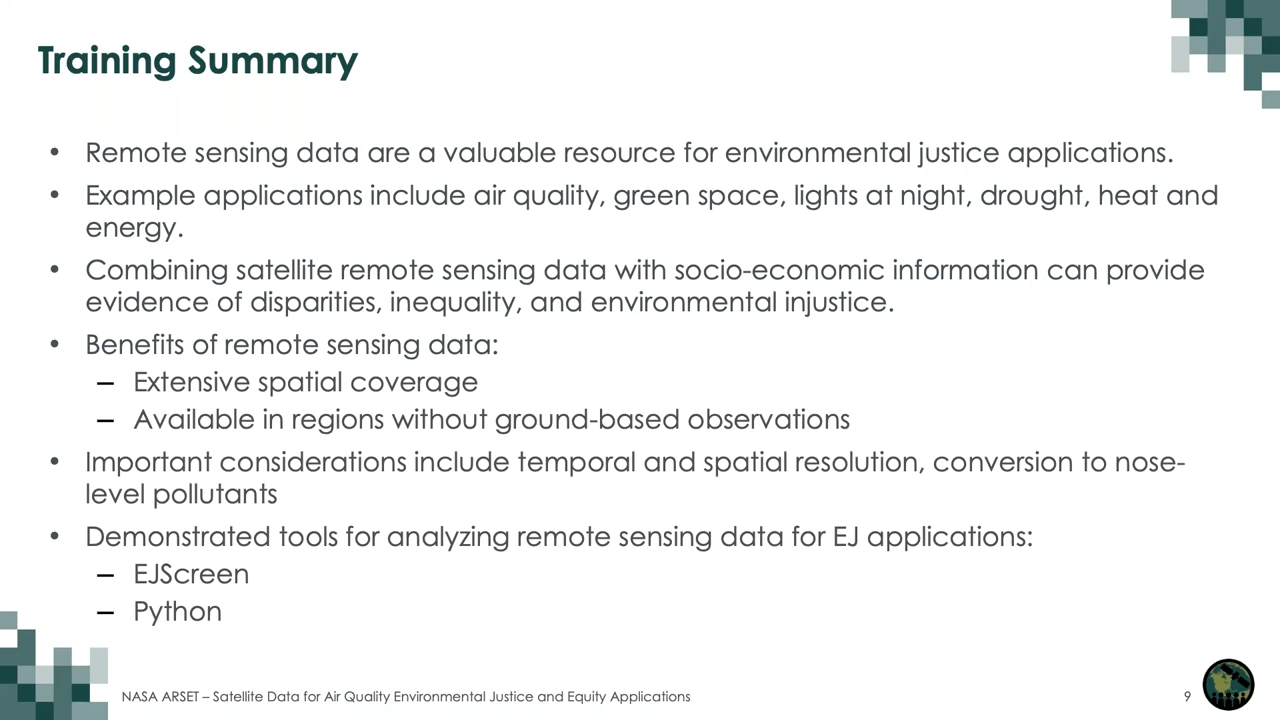 Training Summary
• Remote sensing data are a valuable resource for environmental justice applications.
• Example applications include air quality, green space, lights at night, drought, heat and
energy.
• Combining satellite remote sensing data with socio-economic information can provide
evidence of disparities, inequality, and environmental injustice.
• Benefits of remote sensing data:
– Extensive spatial coverage
– Available in regions without ground-based observations
• Important considerations include temporal and spatial resolution, conversion to nose-
level pollutants
• Demonstrated tools for analyzing remote sensing data for EJ applications:
– EJScreen
– Python
NASA ARSET – Satellite Data for Air Quality Environmental Justice and Equity Applications
9